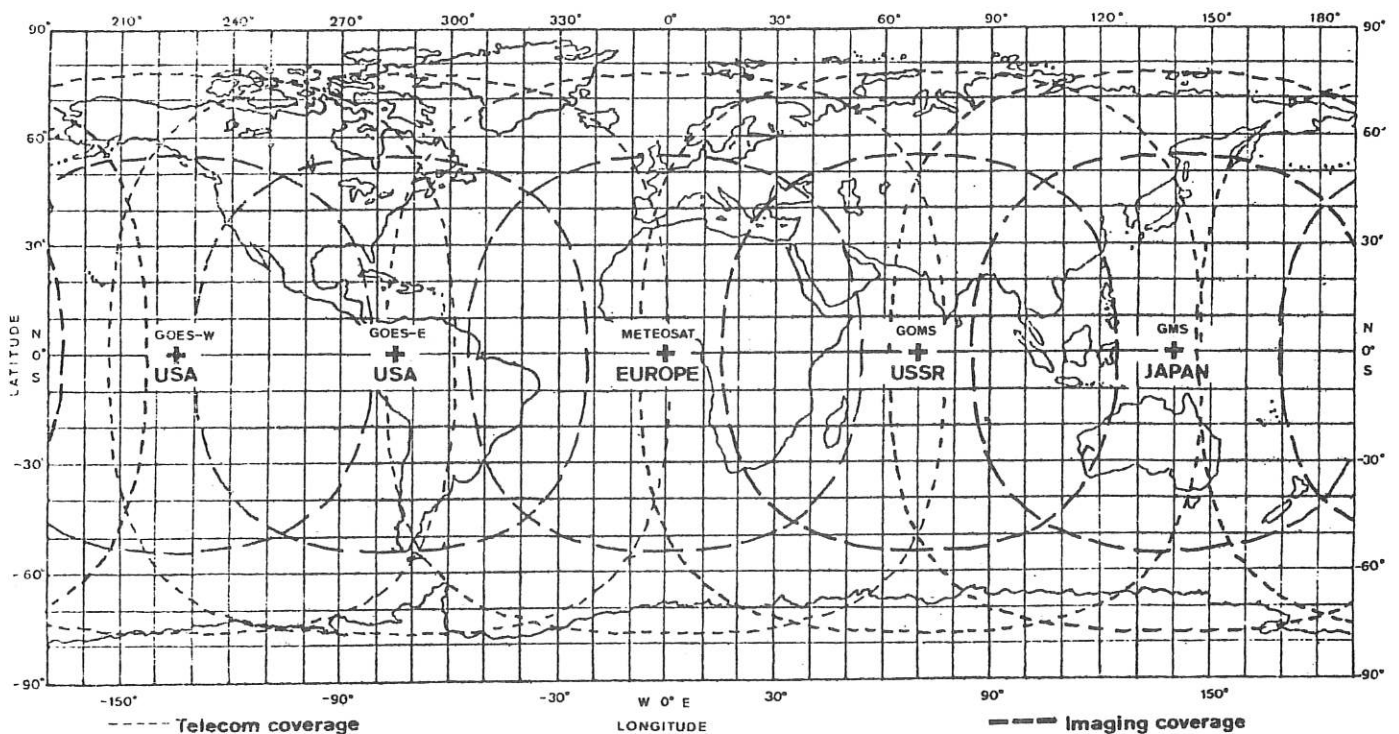 210° 240° 270° 300° 330° 0° 30° 60° 90° 120° 150° 180°
90° 90°
60° 60°
30° 30°
GOES-W GOES-E METEOSAT GOMS GMS
LATITUDE N 0° S N 0° S
USA USA EUROPE USSR JAPAN
-30° -30°
-60° -60°
-90° -90°
-150° -90° -30° W 0° E 30° 90° 150°
Telecom coverage LONGITUDE Imaging coverage